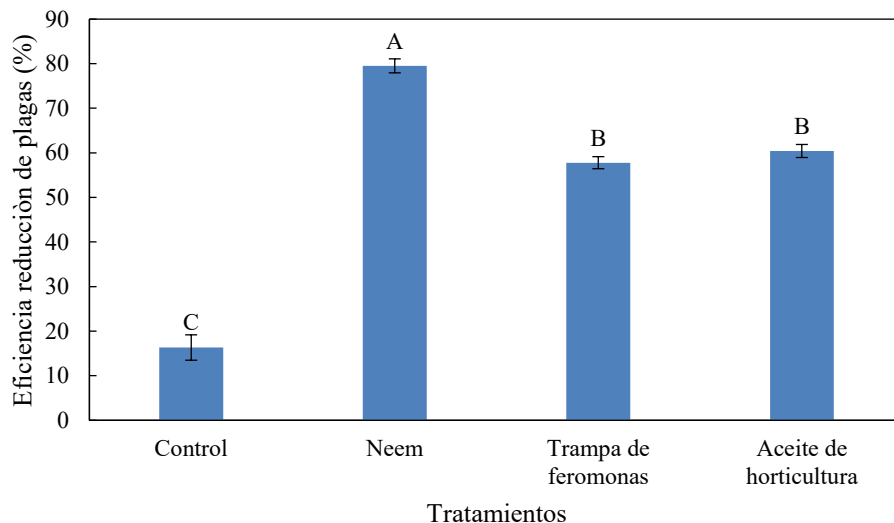 Eficiencia reducciòn de plagas (%)
90
80
70
60
50
40
30
20
10
0
C
A
B
B
Control
Neem
Trampa de
feromonas
Aceite de
horticultura
Tratamientos